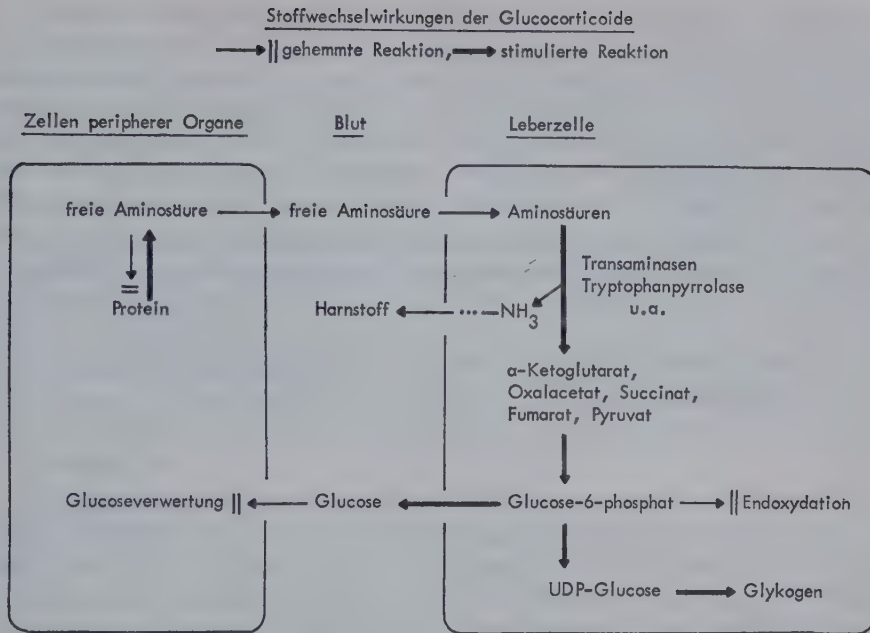 Stoffwechselwirkungen der Glucocorticoide
gehemmte Reaktion, stimulierte Reaktion
Zellen peripherer Organe Blut Leberzelle
freie Aminosäure freie Aminosäure Aminosäuren
Transaminasen
Tryptophanpyrrolase
u.a.
Protein Harnstoff ... NH3
α-Ketoglutarat,
Oxalacetat, Succinat,
Fumarat, Pyruvat
Glucoseverwertung Glucose Glucose-6-phosphat Endoxydation
UDP-Glucose Glykogen